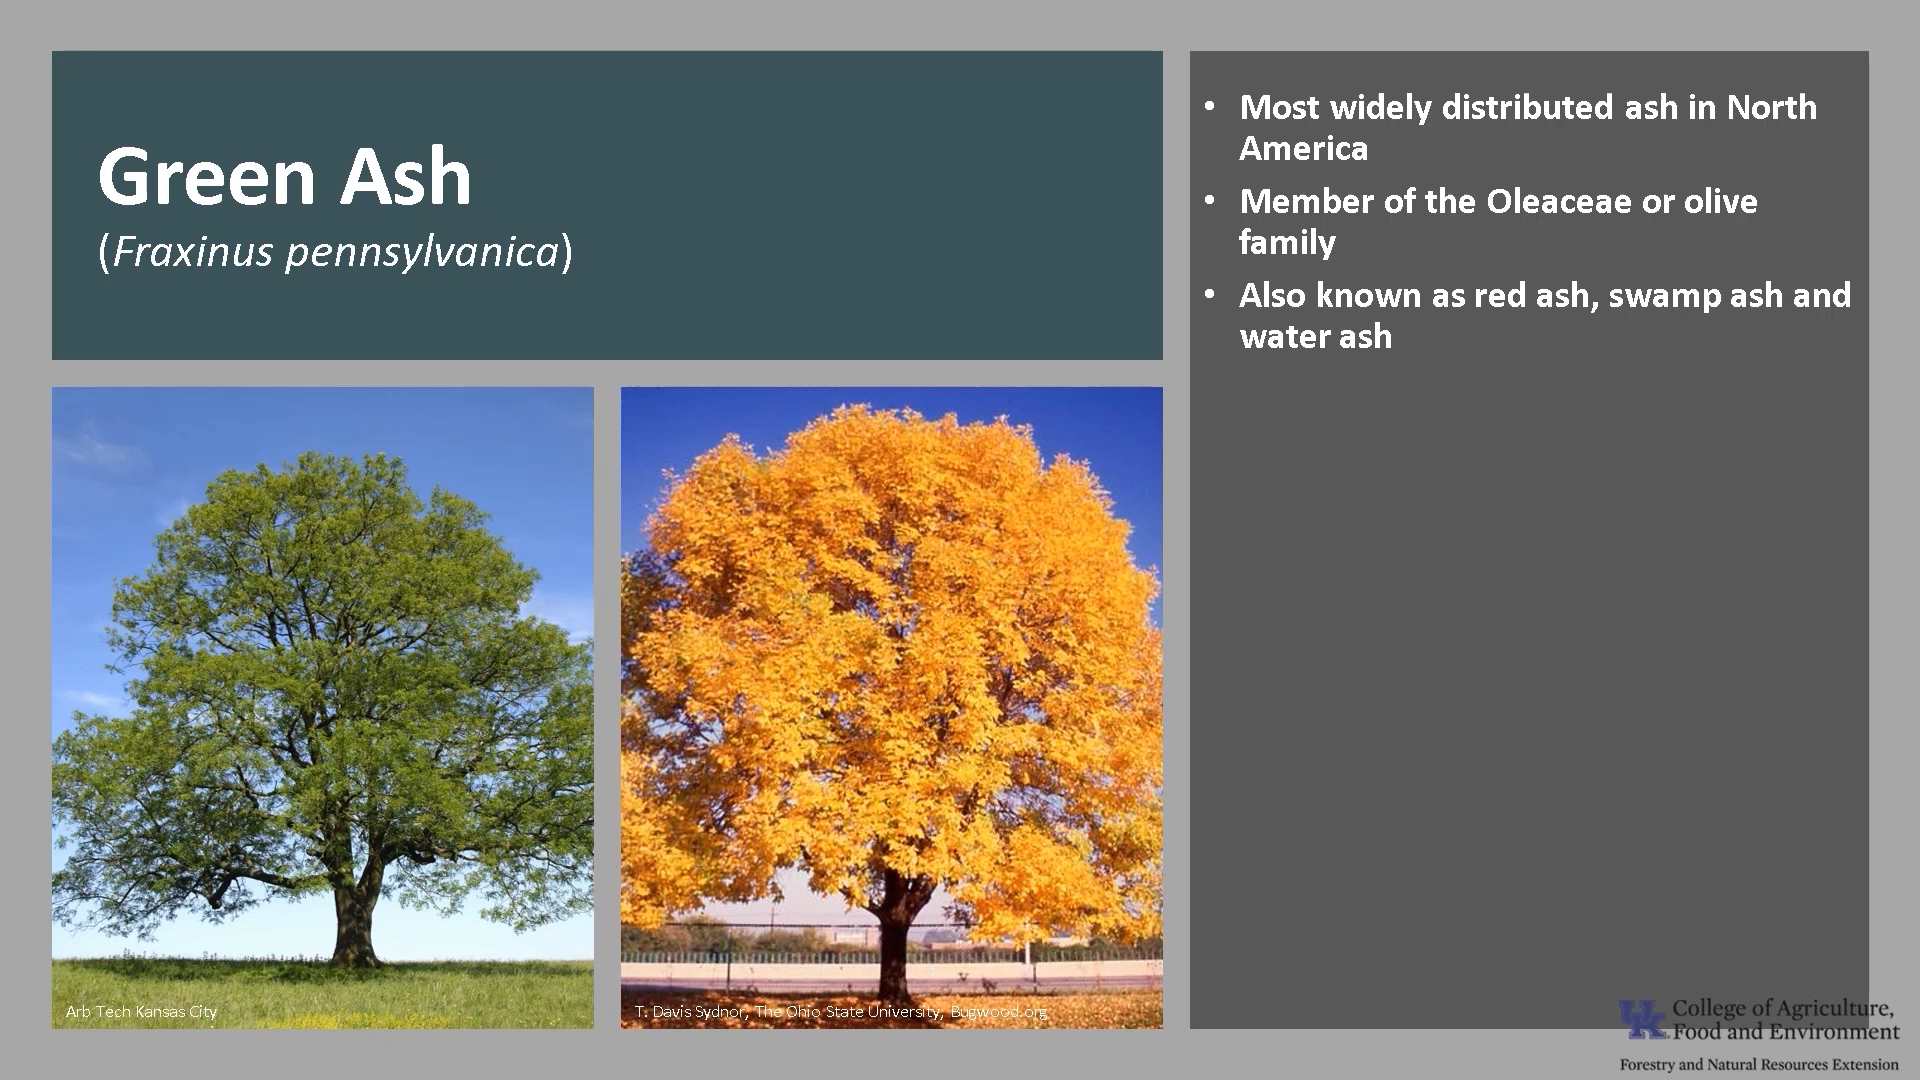 Green Ash
(Fraxinus pennsylvanica)
• Most widely distributed ash in North
America
• Member of the Oleaceae or olive
family
• Also known as red ash, swamp ash and
water ash
Arb Tech Kansas City
T. Davis Sydnor, The Ohio State University, Bugwood.org
UK College of Agriculture,
Food and Environment
Forestry and Natural Resources Extension